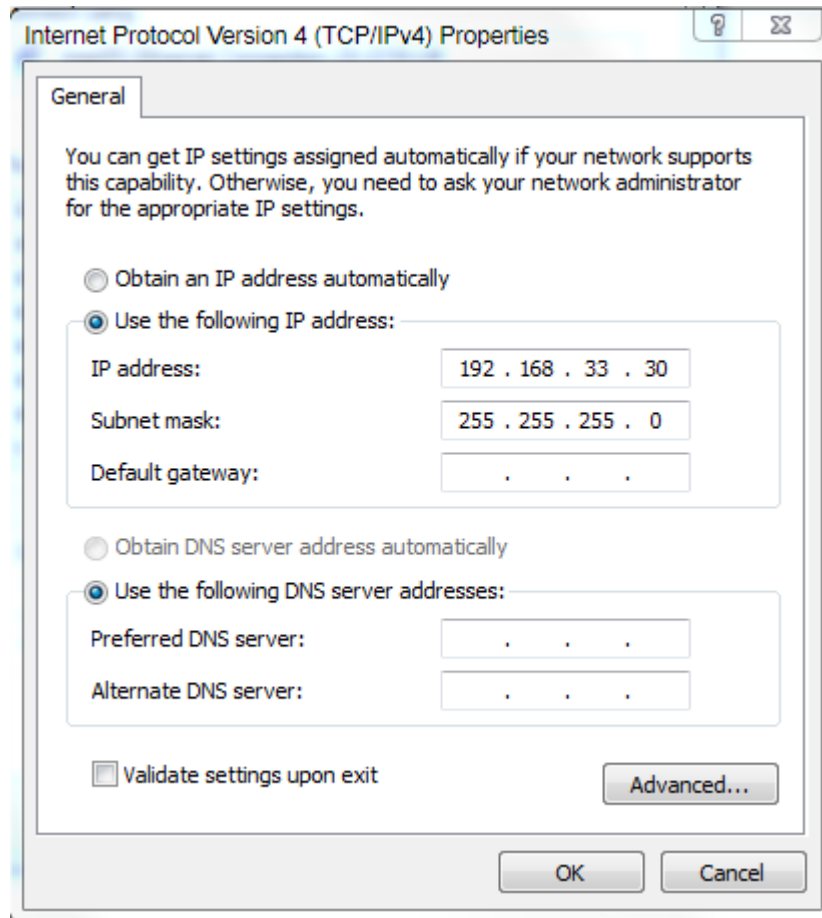 Internet Protocol Version 4 (TCP/IPv4) Properties
General
You can get IP settings assigned automatically if your network supports
this capability. Otherwise, you need to ask your network administrator
for the appropriate IP settings.
Obtain an IP address automatically
Use the following IP address:
IP address: 192 . 168 . 33 . 30
Subnet mask: 255 . 255 . 255 . 0
Default gateway: . . .
Obtain DNS server address automatically
Use the following DNS server addresses:
Preferred DNS server: . . .
Alternate DNS server: . . .
Validate settings upon exit
Advanced...
OK Cancel